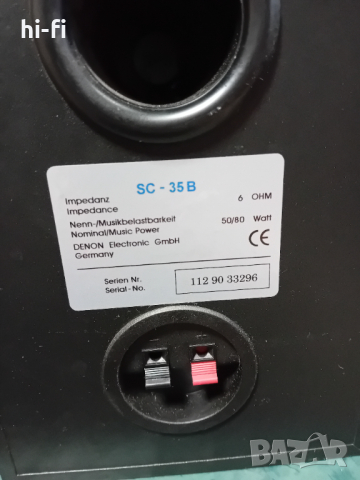 hi-fi
SC - 35 B
Impedanz
Impedance
6 OHM
Nenn-/Musikbelastbarkeit
Nominal/Music Power
50/80 Watt
DENON Electronic GmbH
Germany
CE
Serien Nr.
Serial-No.
112 90 33296
BAZAR